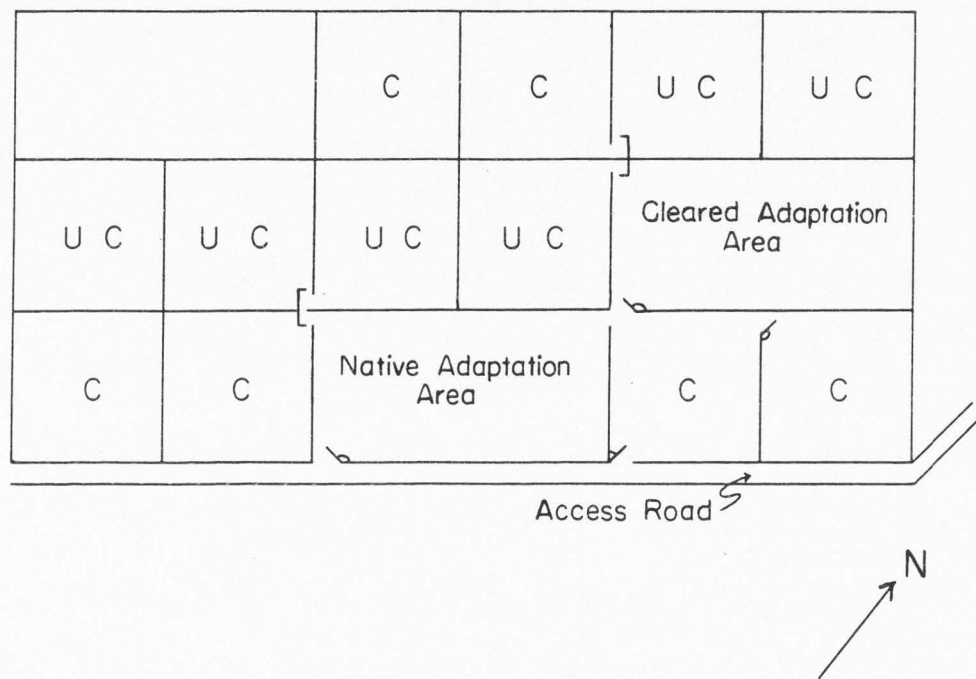 C C U C U C
U C U C U C U C Cleared Adaptation
Area
C C Native Adaptation
Area C C
Access Road
N